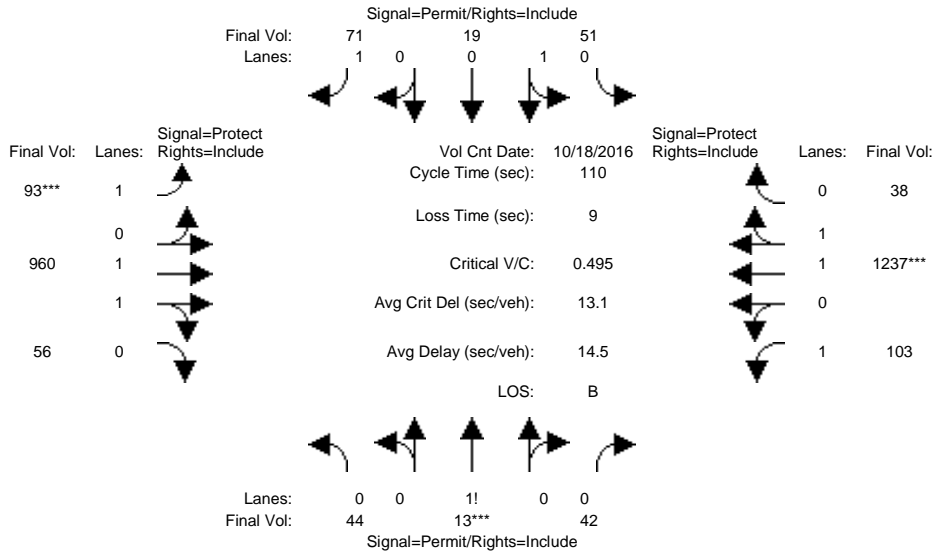 Signal=Permit/Rights=Include
Final Vol: 71 19 51
Lanes: 1 0 0 1 0
Signal=Protect
Final Vol: Lanes: Rights=Include
Vol Cnt Date: 10/18/2016
Signal=Protect
Rights=Include Lanes: Final Vol:
Cycle Time (sec): 110
93*** 1
0 38
Loss Time (sec): 9
0
1
960 1
Critical V/C: 0.495
1 1237***
1
Avg Crit Del (sec/veh): 13.1
0
56 0
Avg Delay (sec/veh): 14.5
1 103
LOS: B
Lanes: 0 0 1! 0 0
Final Vol: 44 13*** 42
Signal=Permit/Rights=Include